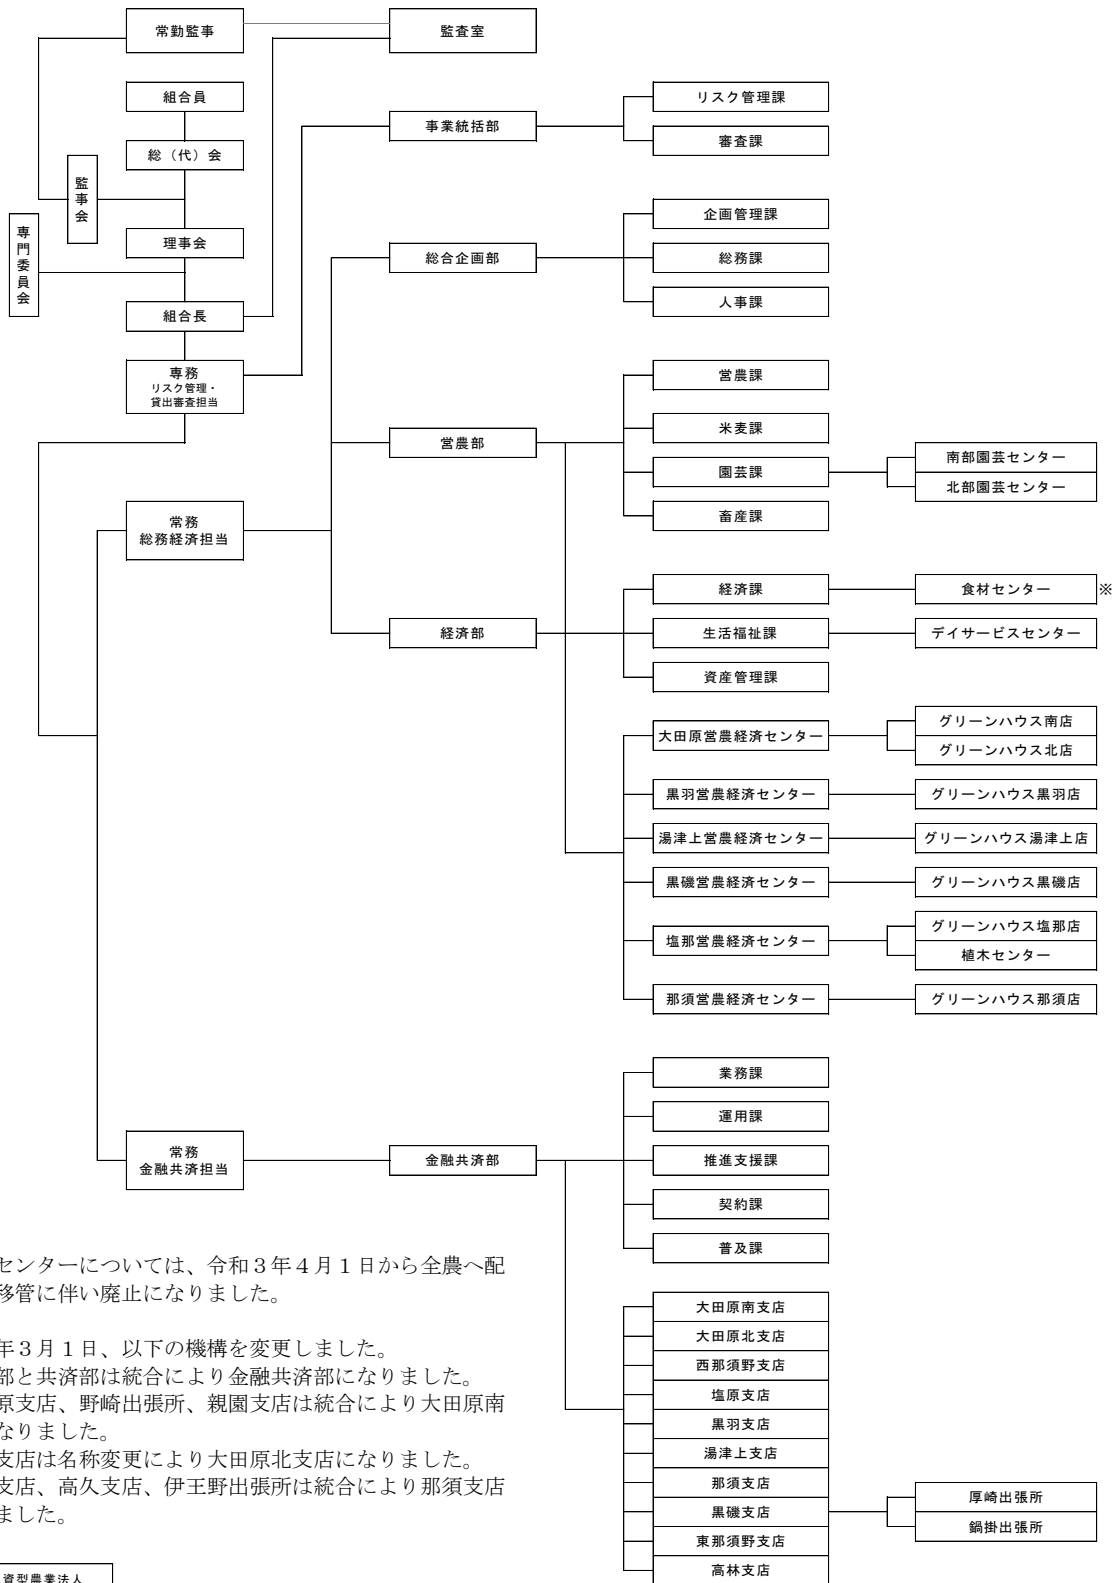 常勤監事
監査室
組合員
総（代）会
監事会
専門委員会
理事会
組合長
専務
リスク管理・
貸出審査担当
事業統括部
リスク管理課
審査課
総合企画部
企画管理課
総務課
人事課
営農部
営農課
米麦課
園芸課
畜産課
南部園芸センター
北部園芸センター
常務
総務経済担当
経済部
経済課
生活福祉課
資産管理課
食材センター ※
デイサービスセンター
大田原営農経済センター
グリーンハウス南店
グリーンハウス北店
黒羽営農経済センター
グリーンハウス黒羽店
湯津上営農経済センター
グリーンハウス湯津上店
黒磯営農経済センター
グリーンハウス黒磯店
塩那営農経済センター
グリーンハウス塩那店
植木センター
那須営農経済センター
グリーンハウス那須店
常務
金融共済担当
金融共済部
業務課
運用課
推進支援課
契約課
普及課
大田原南支店
大田原北支店
西那須野支店
塩原支店
黒羽支店
湯津上支店
那須支店
黒磯支店
東那須野支店
高林支店
厚崎出張所
鍋掛出張所
センターについては、令和３年４月１日から全農へ配
移管に伴い廃止になりました。
年３月１日、以下の機構を変更しました。
部と共済部は統合により金融共済部になりました。
原支店、野崎出張所、親園支店は統合により大田原南
なりました。
支店は名称変更により大田原北支店になりました。
支店、高久支店、伊王野出張所は統合により那須支店
ました。
資型農業法人